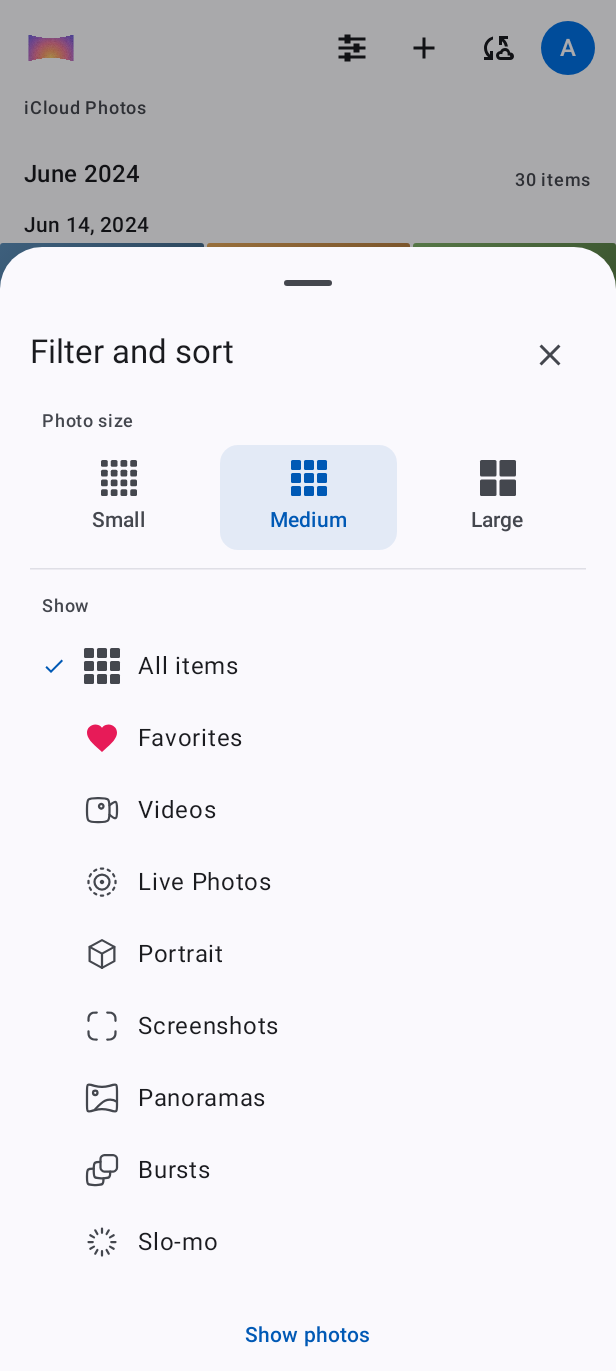 A
iCloud Photos
June 2024
30 items
Jun 14, 2024
Filter and sort
Photo size
Small
Medium
Large
Show
All items
Favorites
Videos
Live Photos
Portrait
Screenshots
Panoramas
Bursts
Slo-mo
Show photos